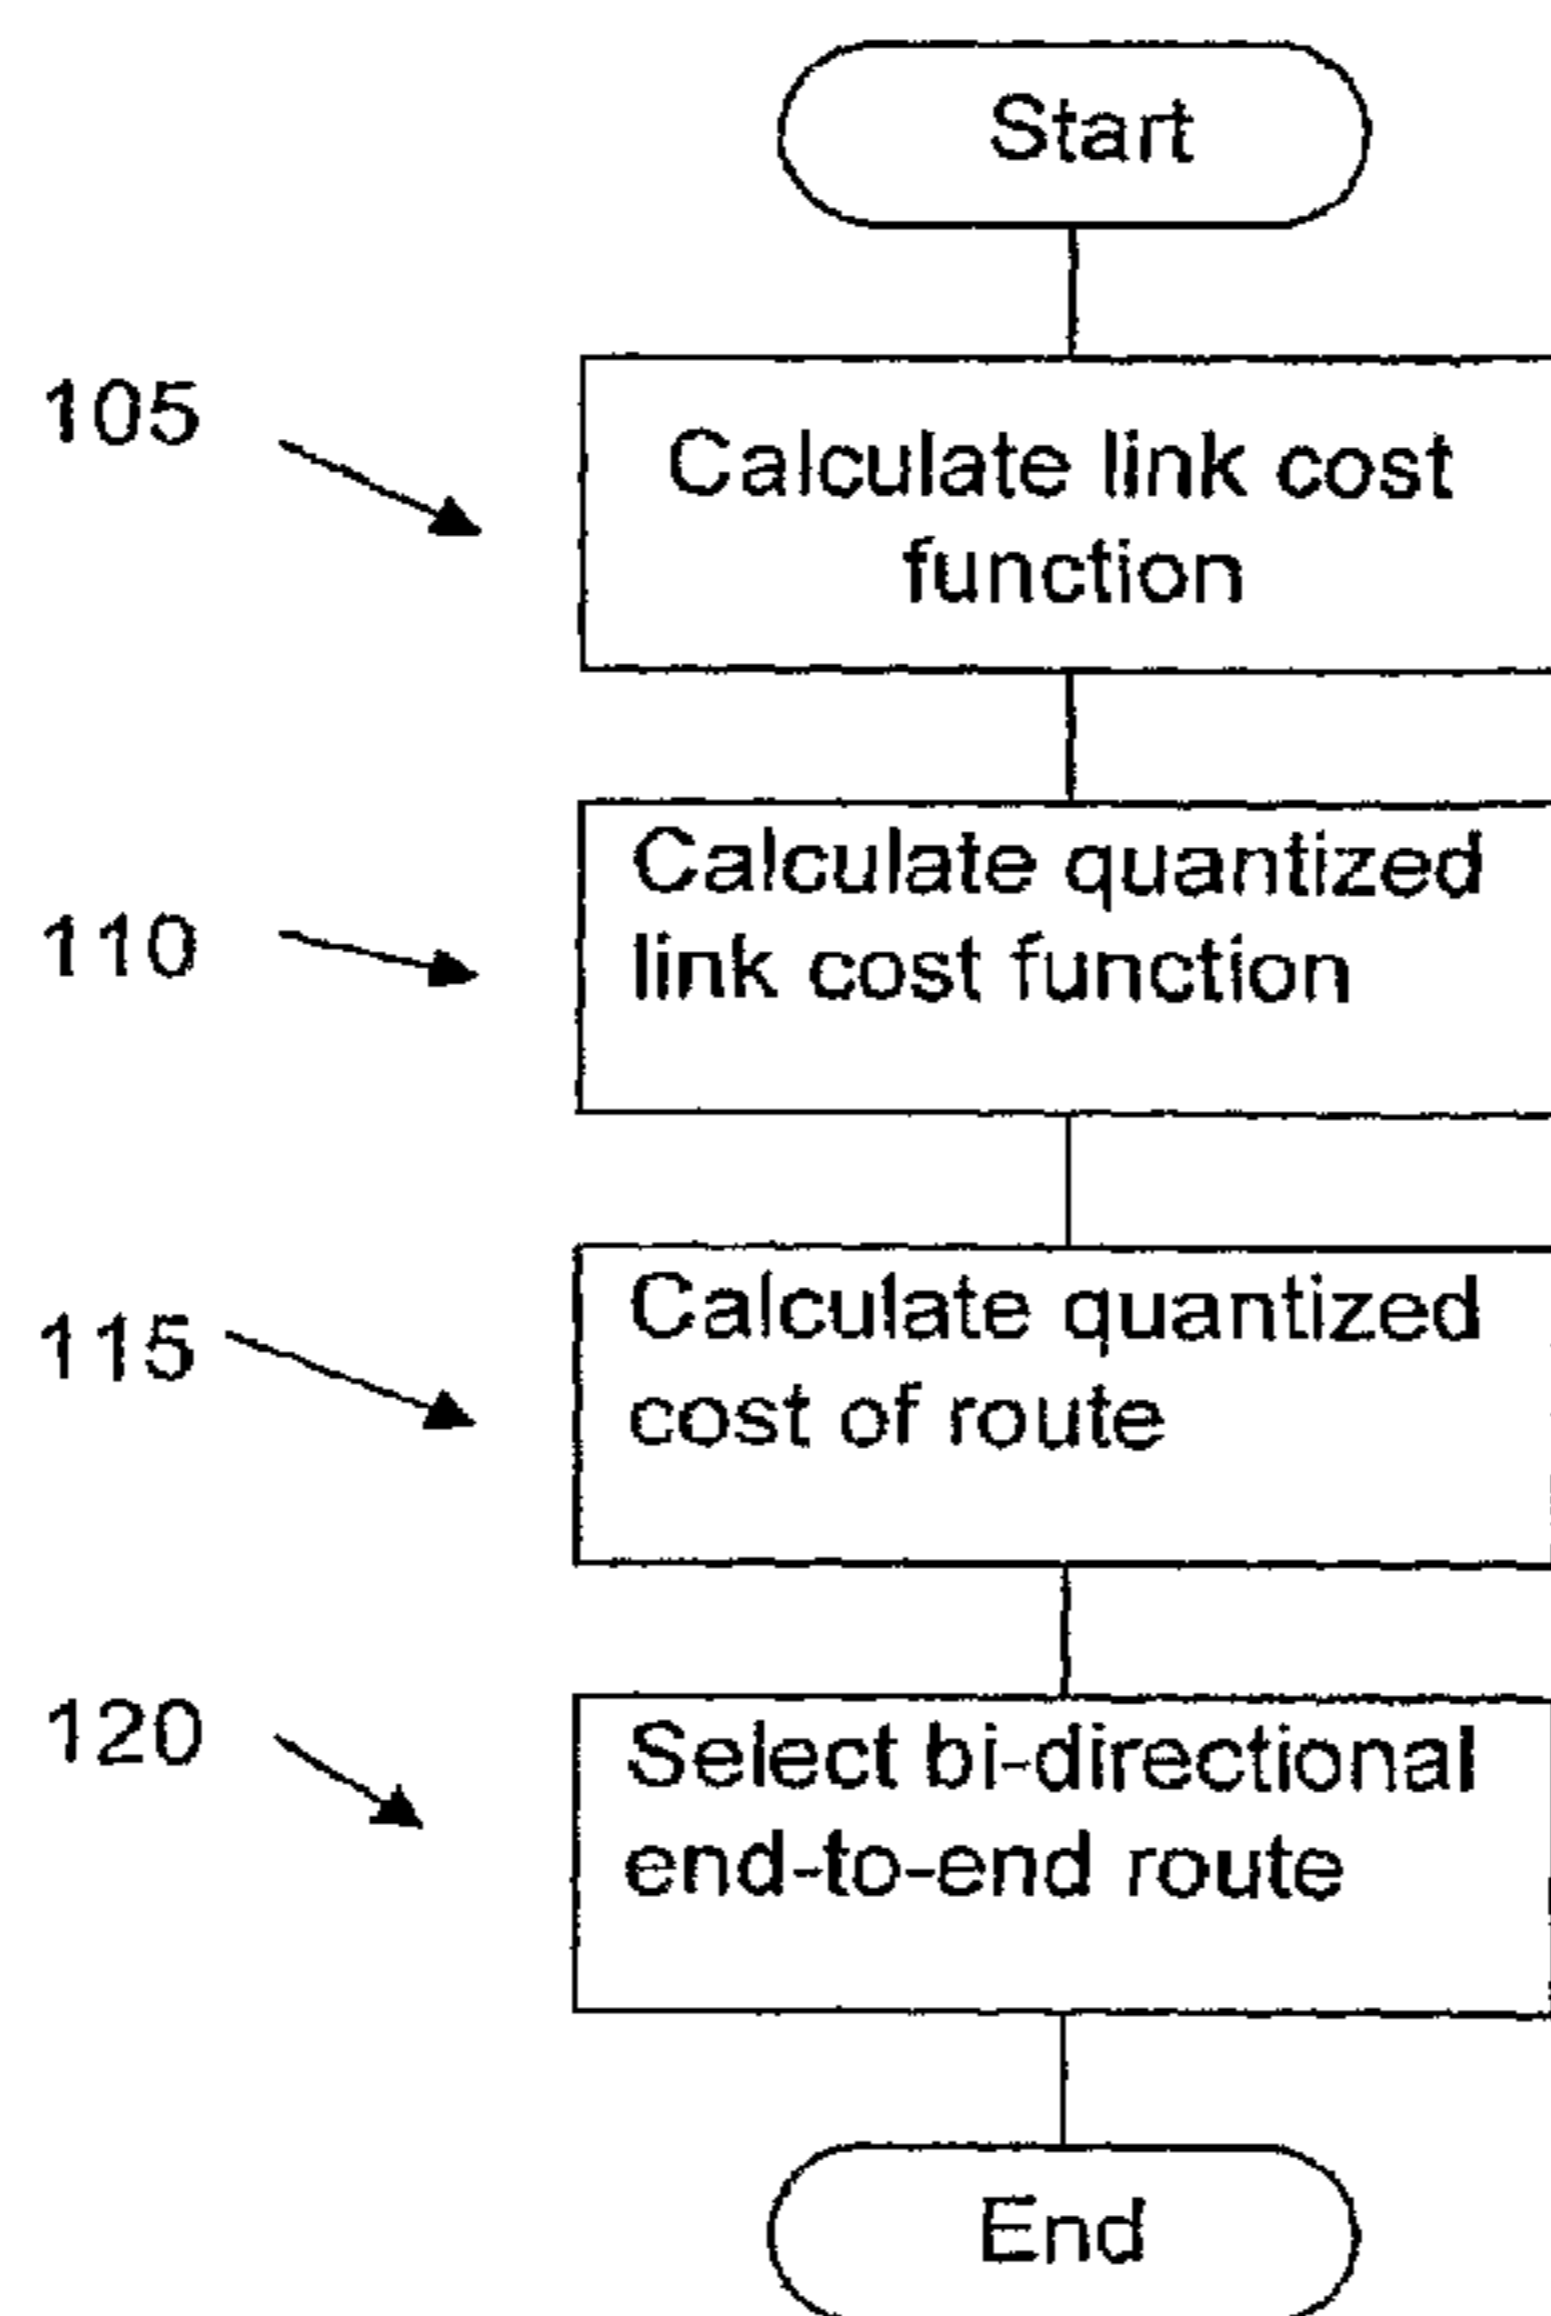 Start
105
Calculate link cost
function
110
Calculate quantized
link cost function
115
Calculate quantized
cost of route
120
Select bi-directional
end-to-end route
End